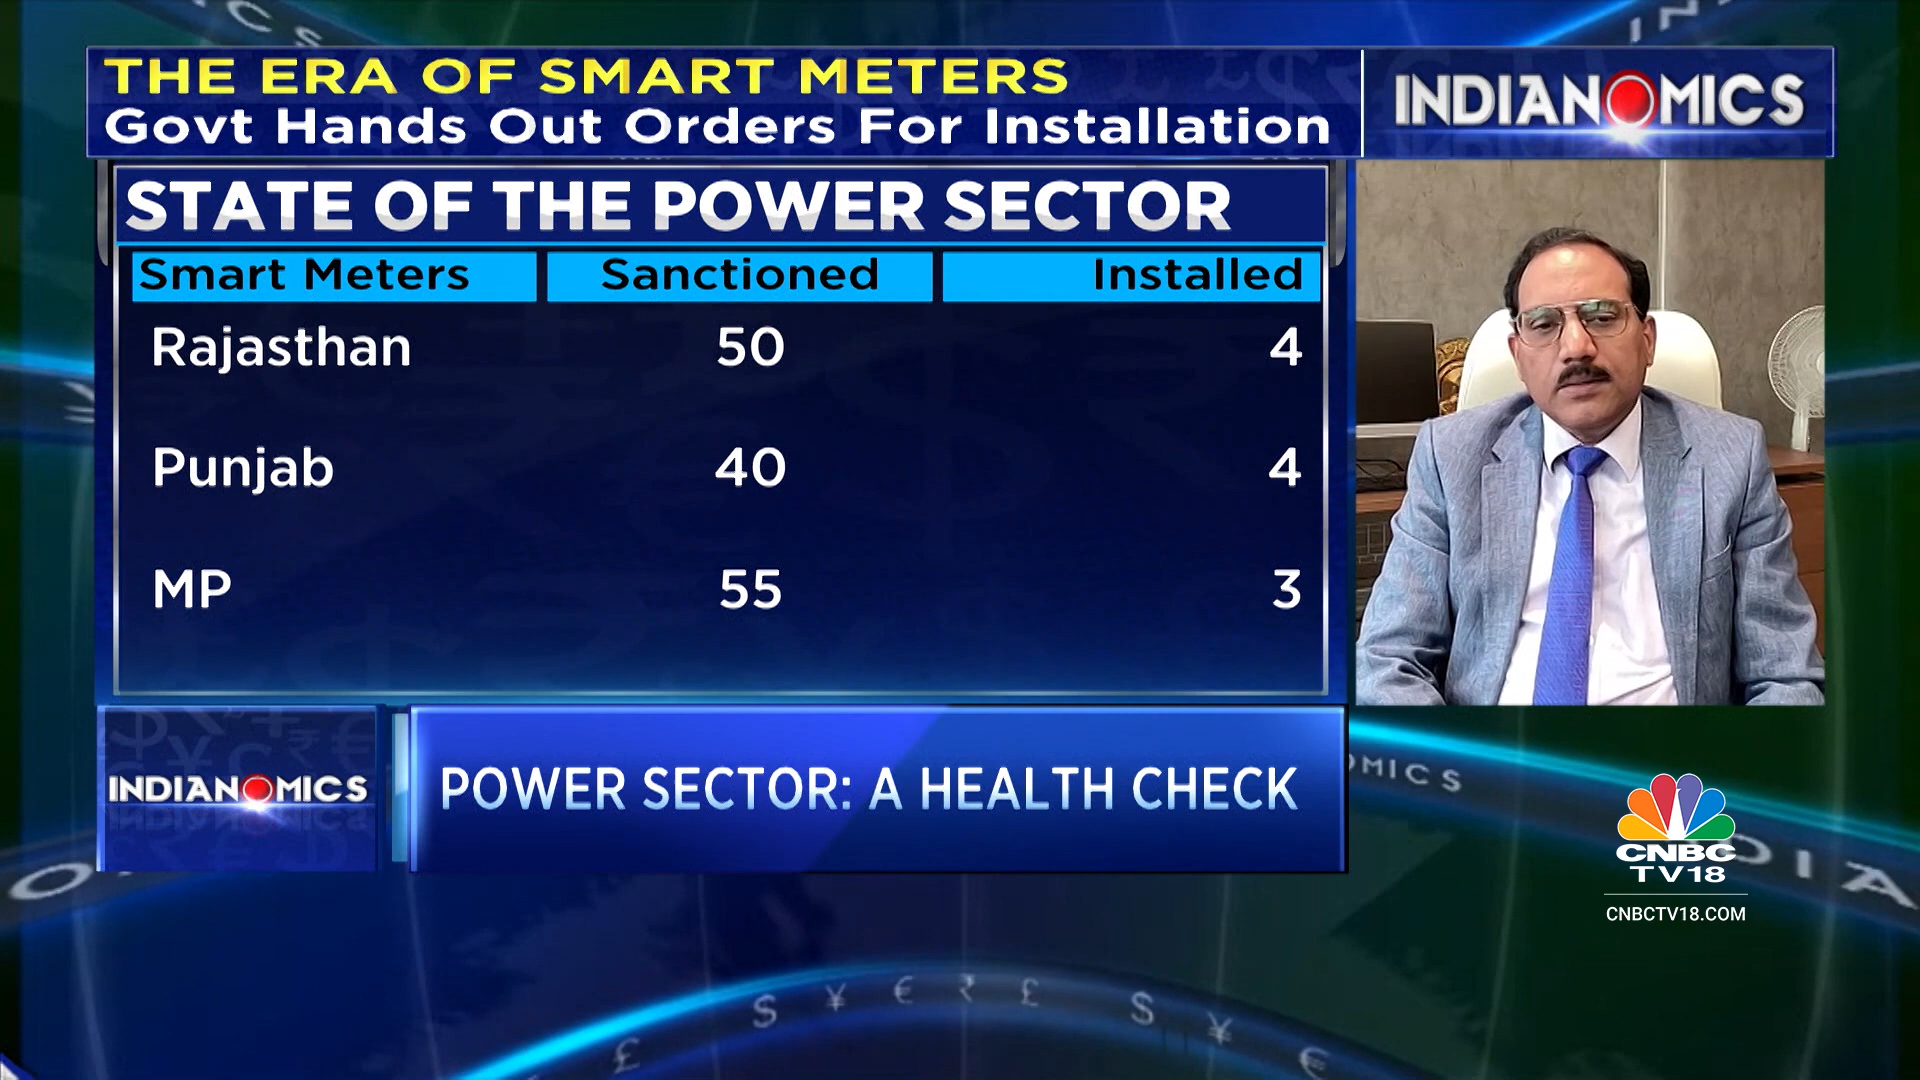 THE ERA OF SMART METERS
Govt Hands Out Orders For Installation
INDIANOMICS
STATE OF THE POWER SECTOR
Smart Meters Sanctioned Installed
Rajasthan 50 4
Punjab 40 4
MP 55 3
INDIANOMICS
POWER SECTOR: A HEALTH CHECK
CNBC
TV18
CNBCTV18.COM